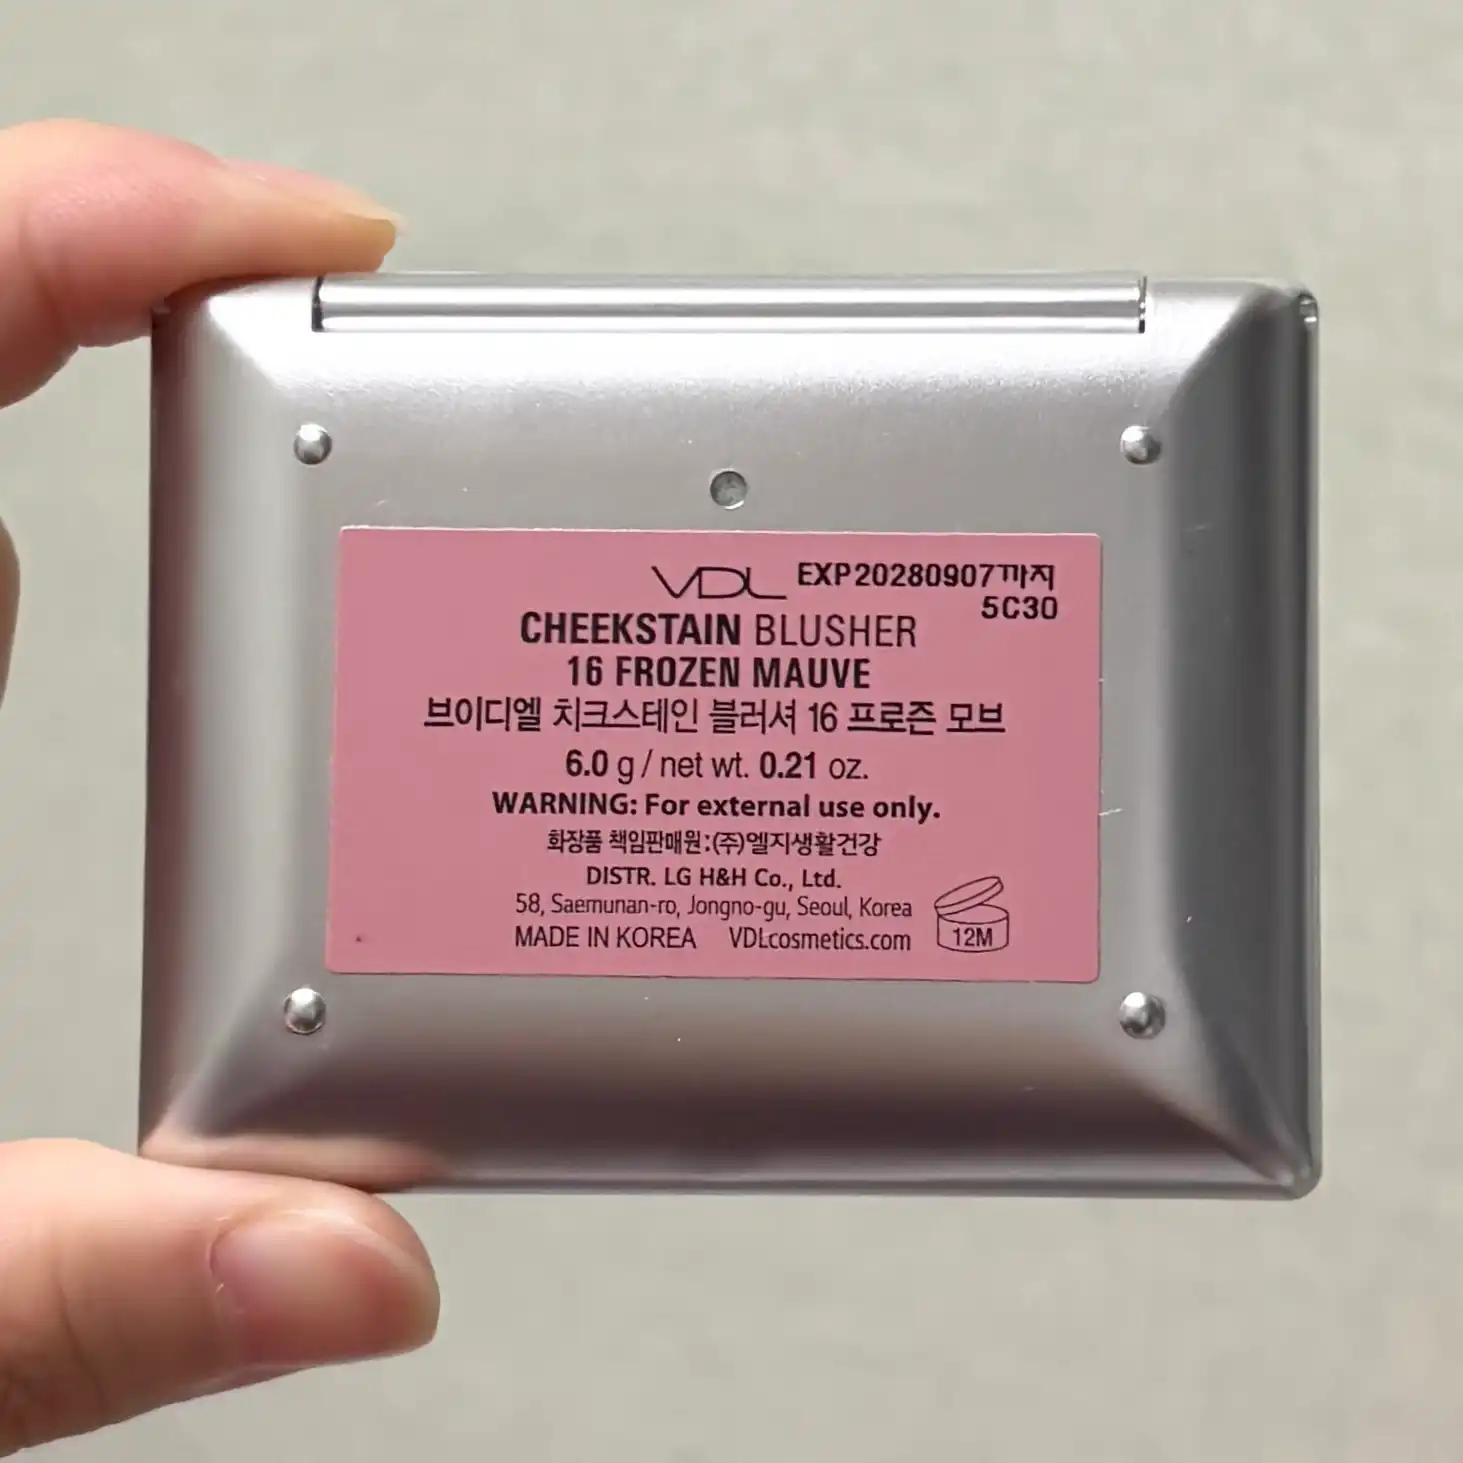 VDL EXP20280907까지
5C30
CHEEKSTAIN BLUSHER
16 FROZEN MAUVE
브이디엘 치크스테인 블러셔 16 프로즌 모브
6.0 g / net wt. 0.21 oz.
WARNING: For external use only.
화장품 책임판매원:(주)엘지생활건강
DISTR. LG H&H Co., Ltd.
58, Saemunan-ro, Jongno-gu, Seoul, Korea
MADE IN KOREA VDLcosmetics.com
12M